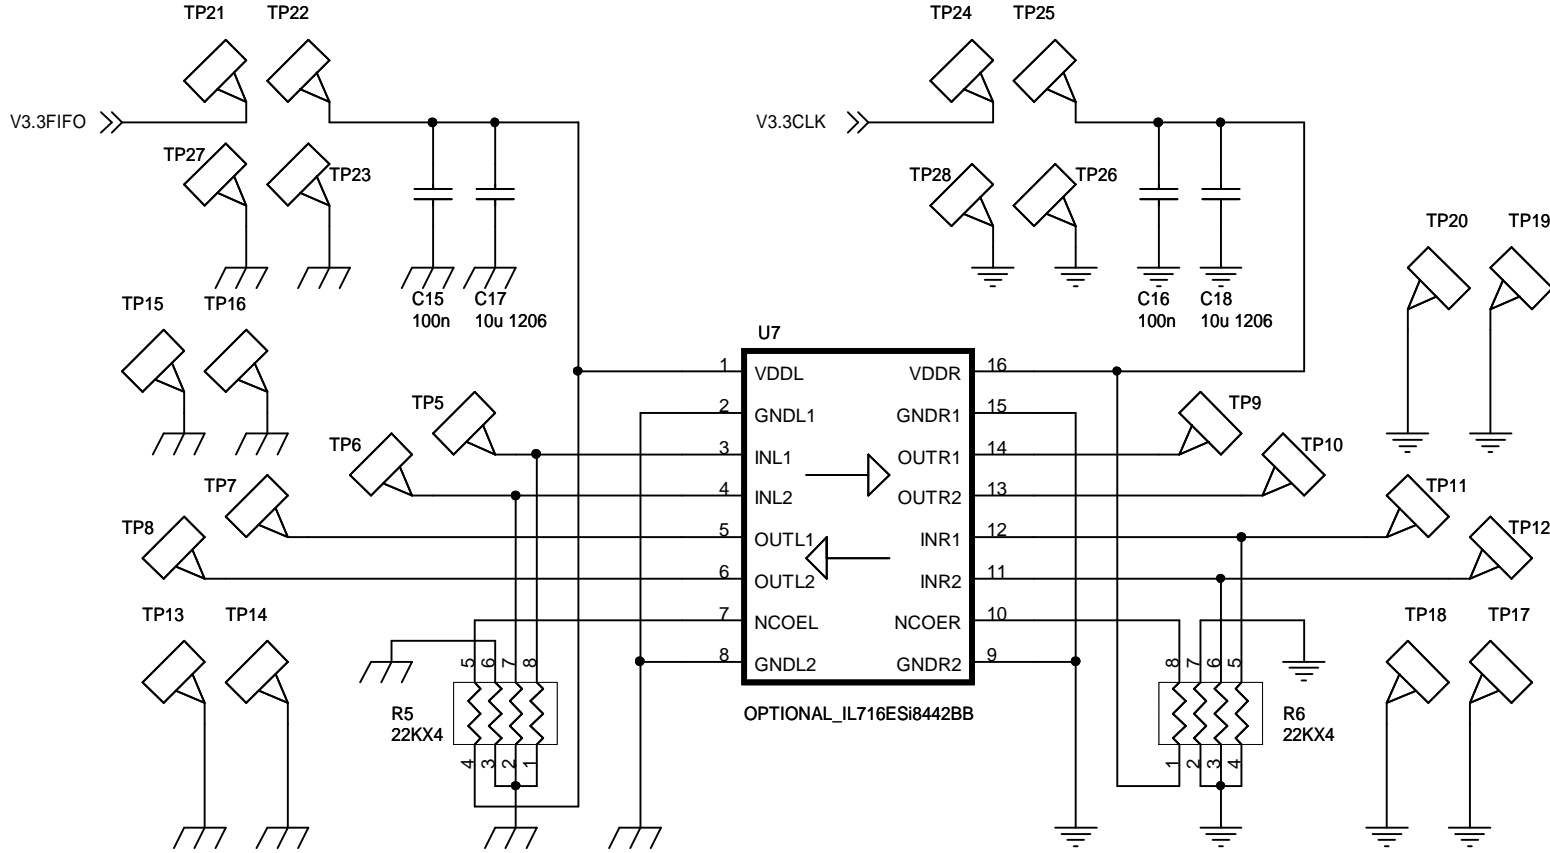 TP21 TP22 TP24 TP25
V3.3FIFO V3.3CLK
TP27 TP23 TP28 TP26
TP20 TP19
C15 C17 C16 C18
100n 10u 1206 100n 10u 1206
TP15 TP16
U7
1 VDDL VDDR 16
TP5 2 GNDL1 GNDR1 15 TP9
TP6 3 INL1 OUTR1 14 TP10
TP7 4 INL2 OUTR2 13 TP11
TP8 5 OUTL1 INR1 12 TP12
6 OUTL2 INR2 11
TP13 TP14 7 NCOEL NCOER 10 TP18 TP17
5 6 7 8 8 GNDL2 GNDR2 9 8 7 6 5
R5 OPTIONAL_IL716ESi8442BB R6
22KX4 22KX4
4 3 2 1 1 2 3 4